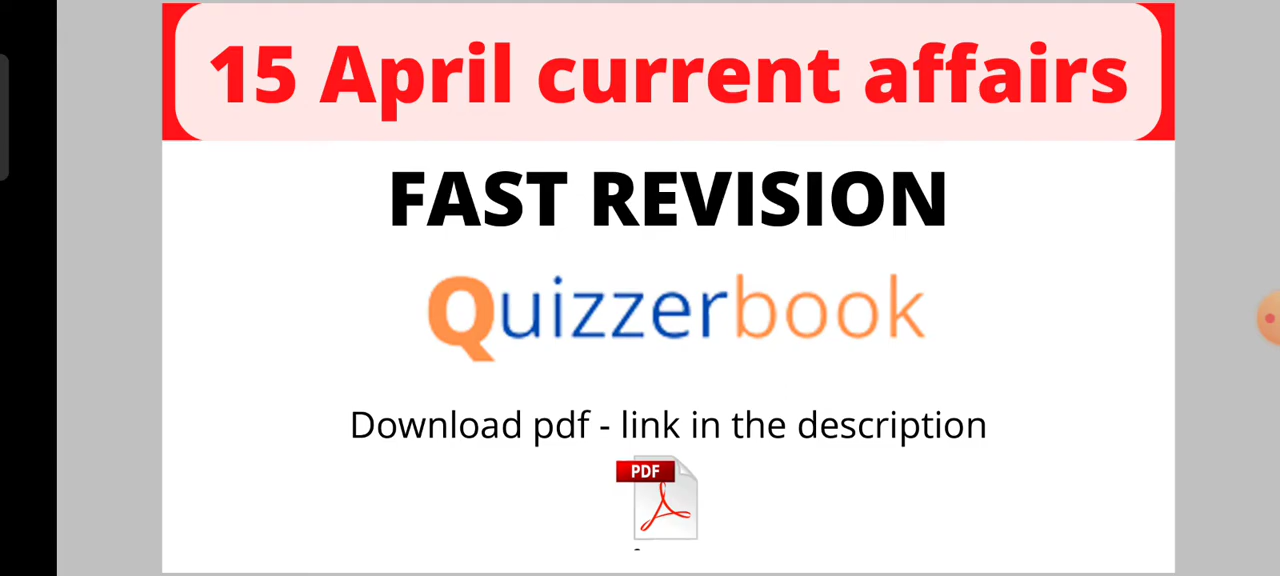 15 April current affairs
FAST REVISION
Quizzerbook
Download pdf - link in the description
PDF